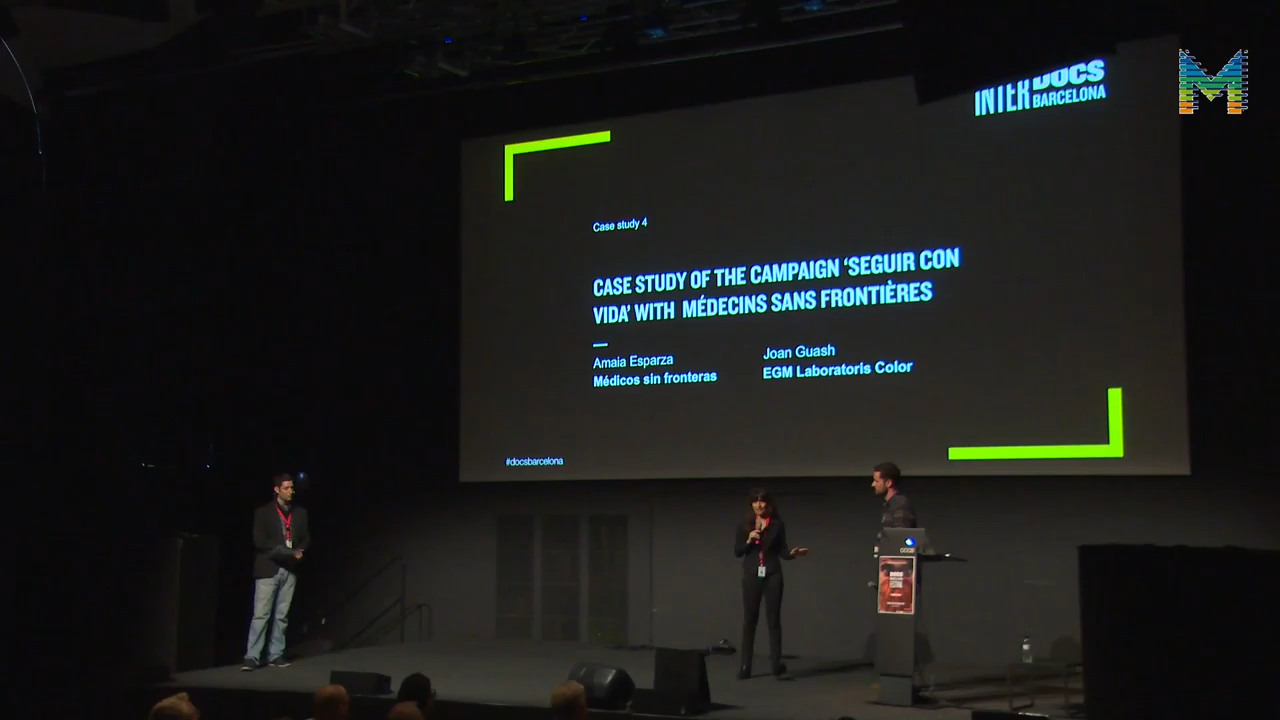 INTER DOCS
BARCELONA
M
Case study 4
CASE STUDY OF THE CAMPAIGN ‘SEGUIR CON
VIDA’ WITH MÉDECINS SANS FRONTIÈRES
Amaia Esparza
Médicos sin fronteras
Joan Guash
EGM Laboratoris Color
#docsbarcelona
DOCS